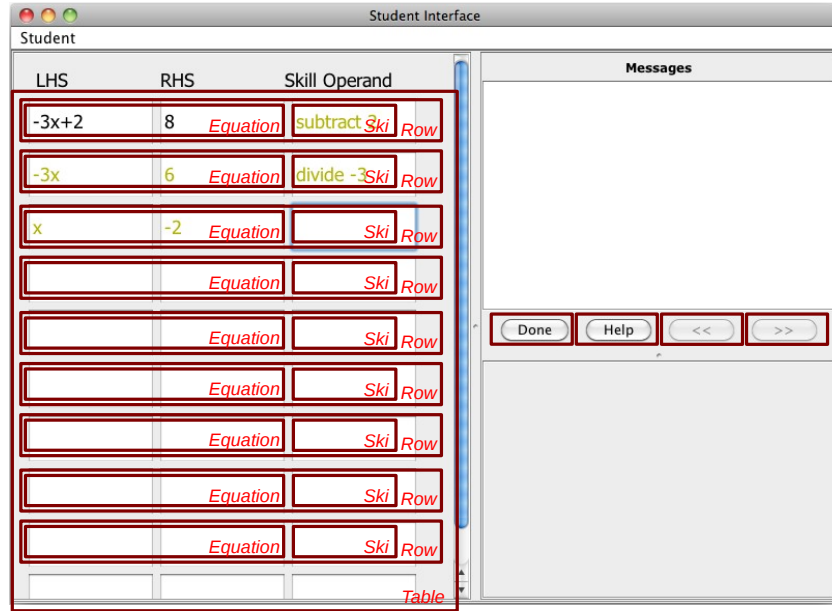 Student Interface
Student
Messages
LHS RHS Skill Operand
-3x+2 8 Equation subtract 2 Ski Row
-3x 6 Equation divide -3 Ski Row
x -2 Equation Ski Row
Equation Ski Row
Equation Ski Row
Done Help << >>
Equation Ski Row
Equation Ski Row
Equation Ski Row
Equation Ski Row
Table